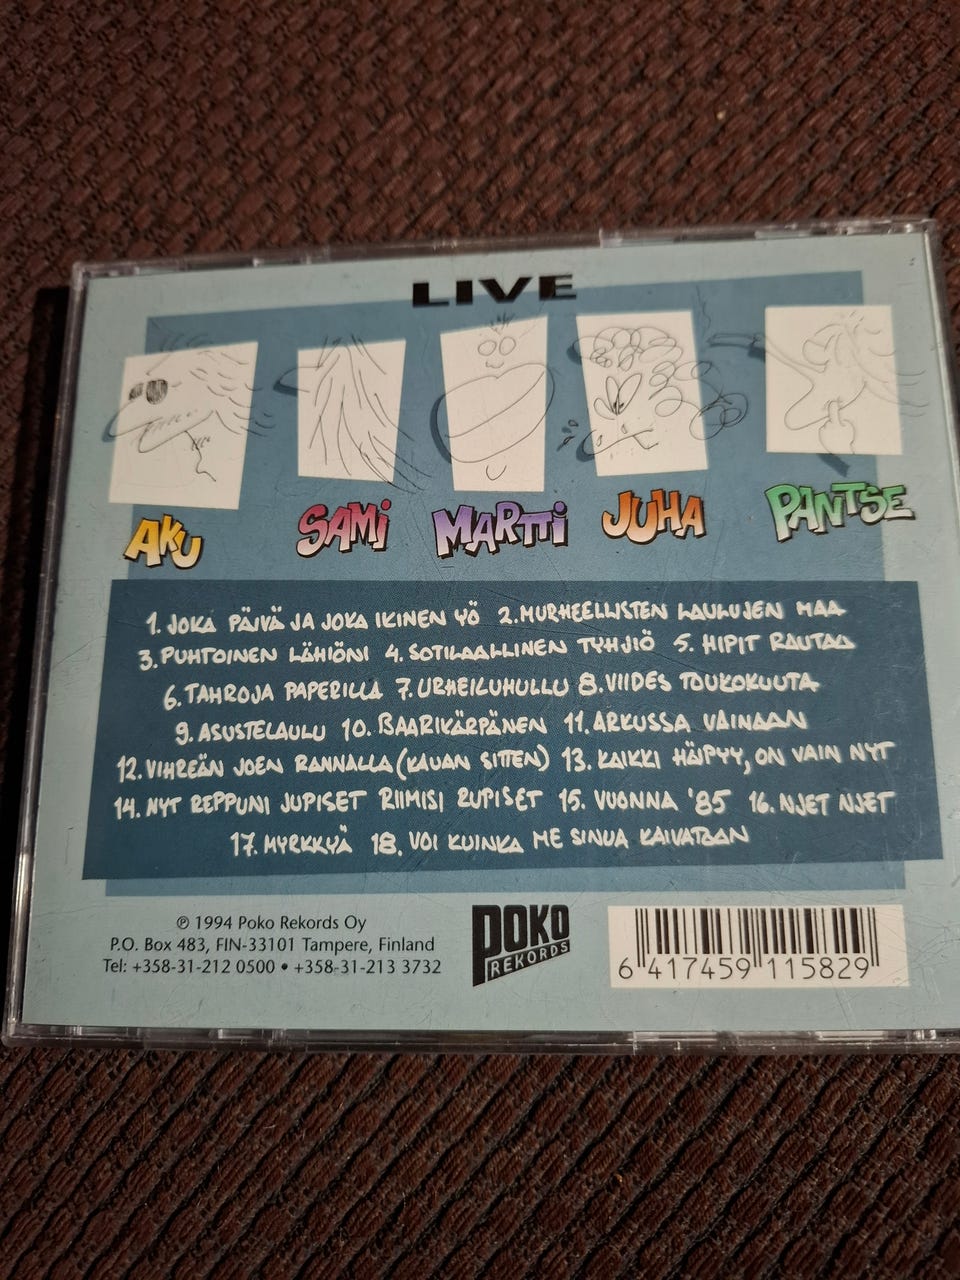 LIVE
AKU SAMI MARTTI JUHA PANTSE
1. JOKA PÄIVÄ JA JOKA IKINEN YÖ 2. MURHEELLISTEN LAULUJEN MAA
3. PUHTOINEN LÄHIÖNI 4. SOTILAALLINEN TYHJIÖ 5. HIPIT RAUTAA
6. TAHROJA PAPERILLA 7. URHEILUHULLU 8. VIIDES TOUKOKUUTA
9. ASUSTELAULU 10. BAARIKÄRPÄNEN 11. ARKUSSA VAINAAN
12. VIHREÄN JOEN RANNALLA (KAUAN SITTEN) 13. KAIKKI HÄIPYY, ON VAIN NYT
14. NYT REPPUNI JUPISET RIIMISI RUPISET 15. VUONNA '85 16. NJET NJET
17. MYRKKYÄ 18. VOI KUINKA ME SINUA KAIVATAAN
℗ 1994 Poko Rekords Oy
P.O. Box 483, FIN-33101 Tampere, Finland
Tel: +358-31-212 0500 • +358-31-213 3732
POKO
REKORDS
6 417459 115829